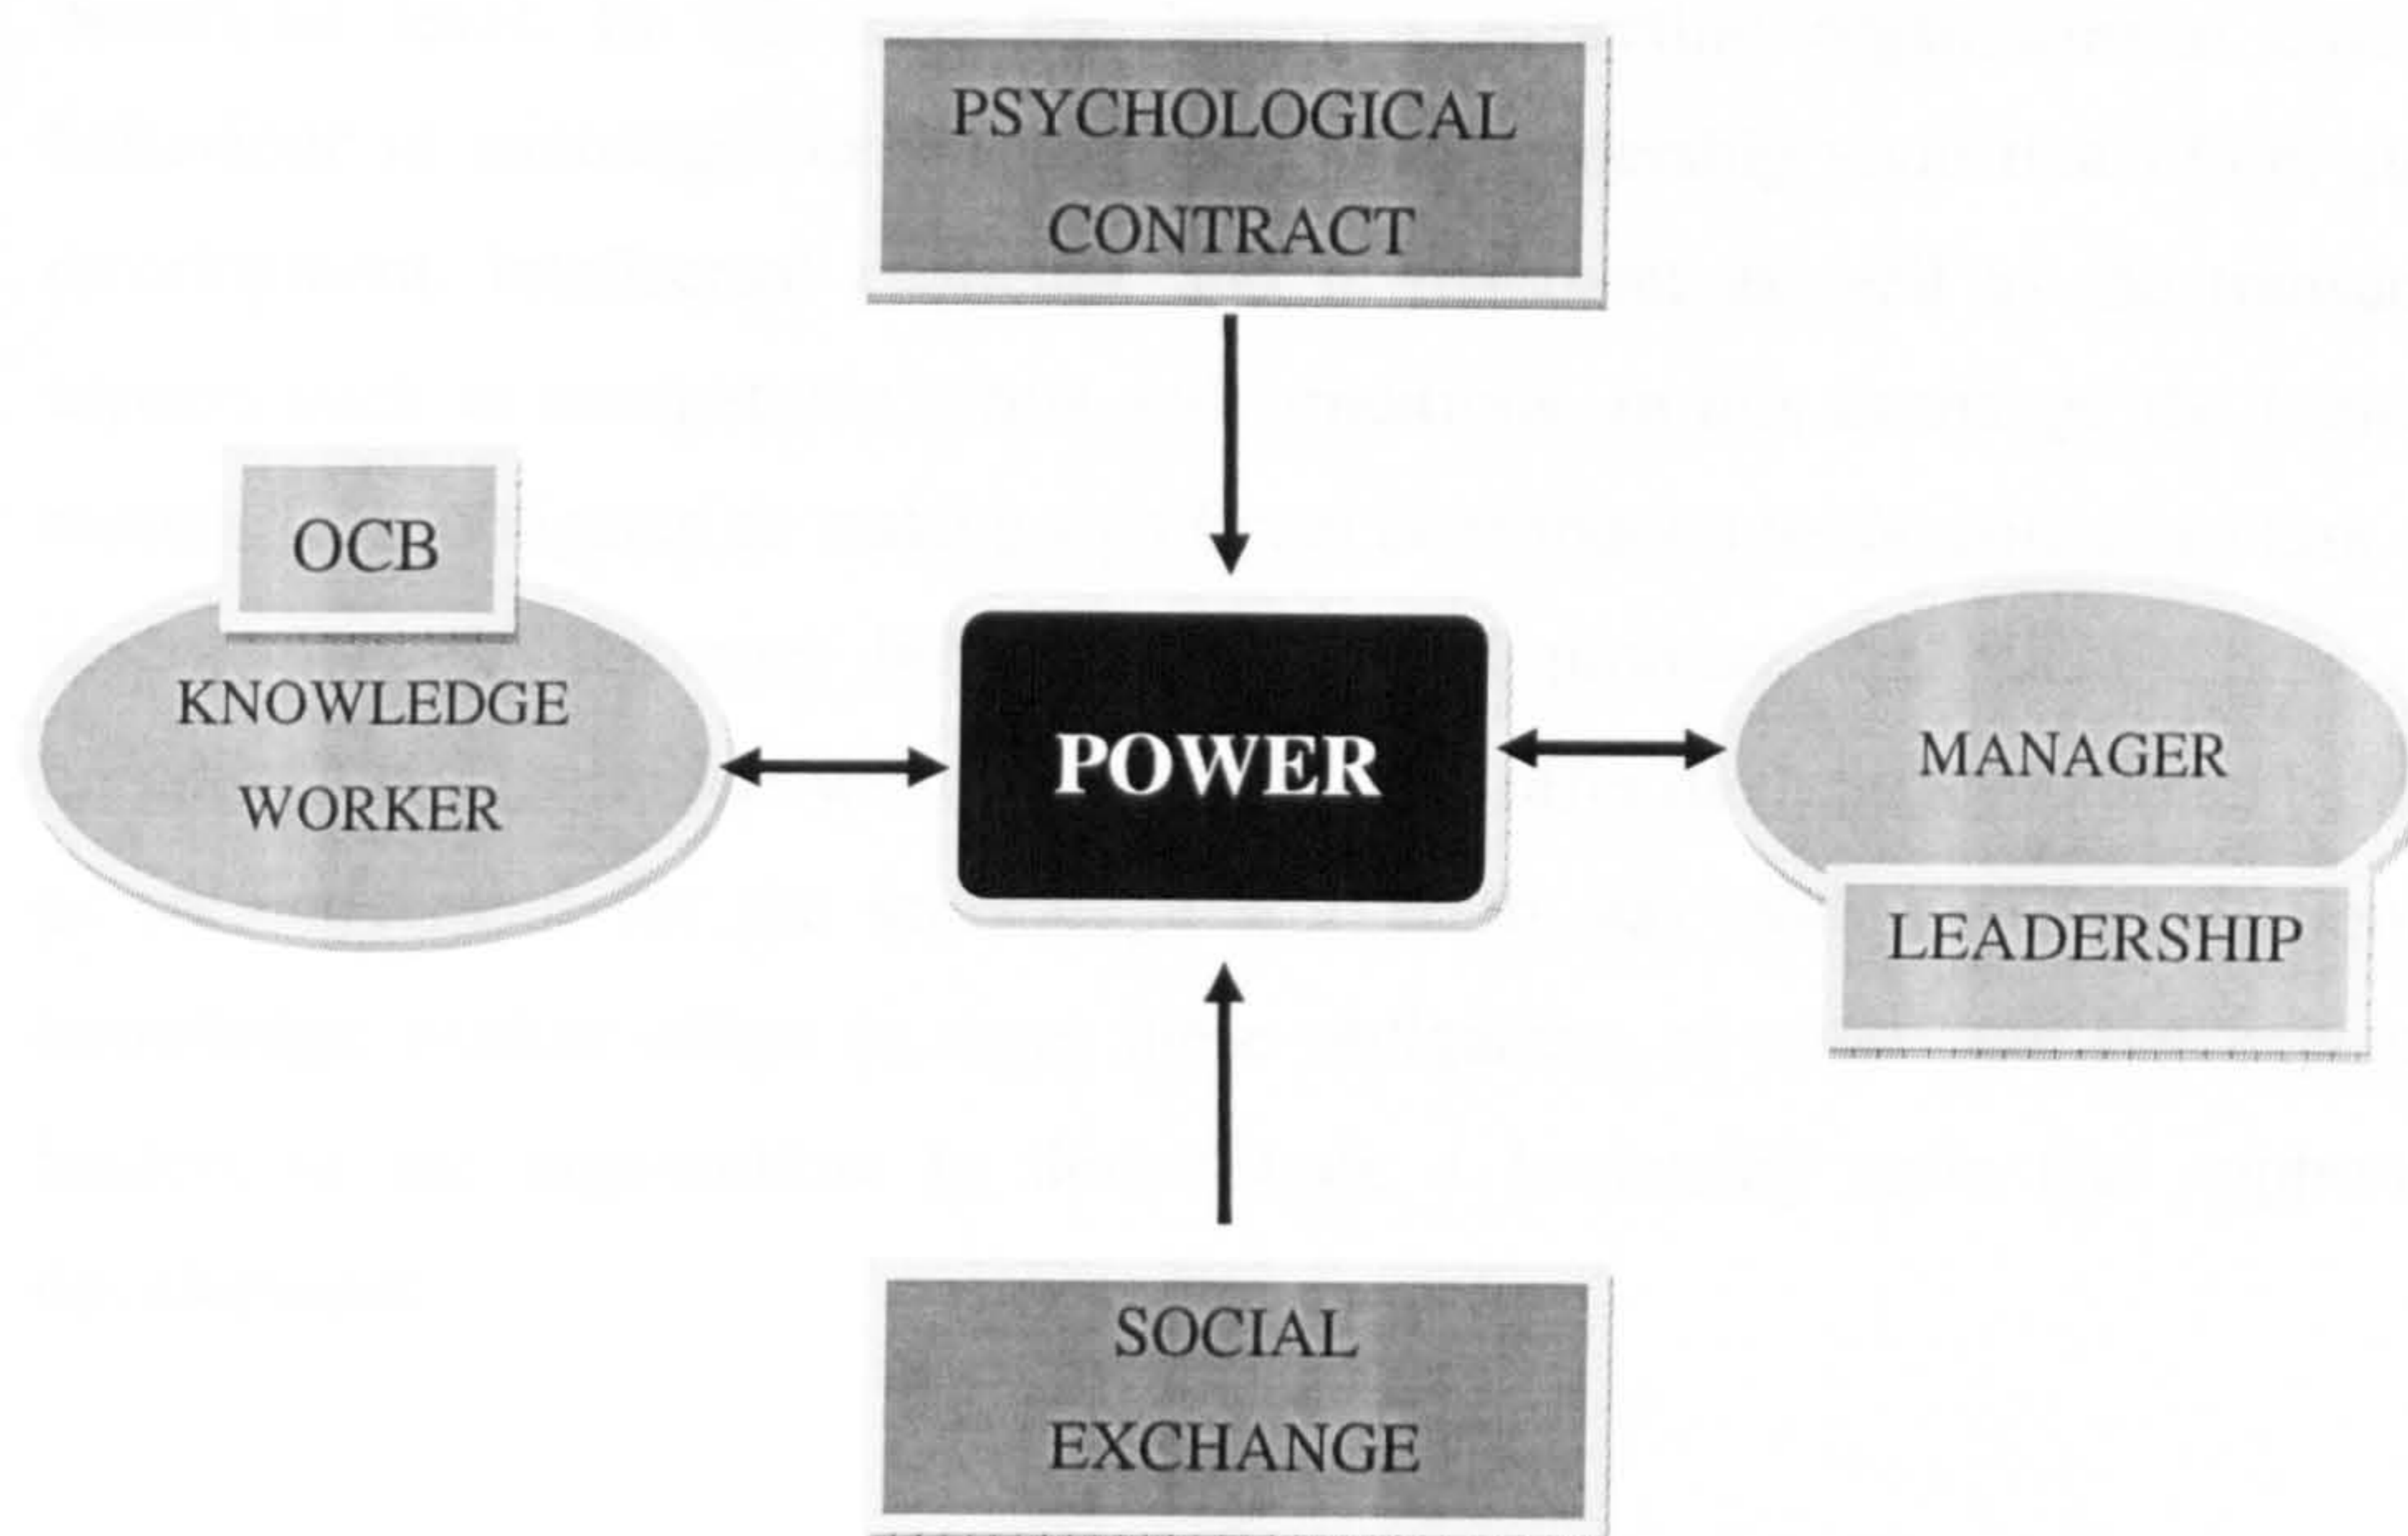 PSYCHOLOGICAL
CONTRACT
OCB
KNOWLEDGE
WORKER
POWER
MANAGER
LEADERSHIP
SOCIAL
EXCHANGE